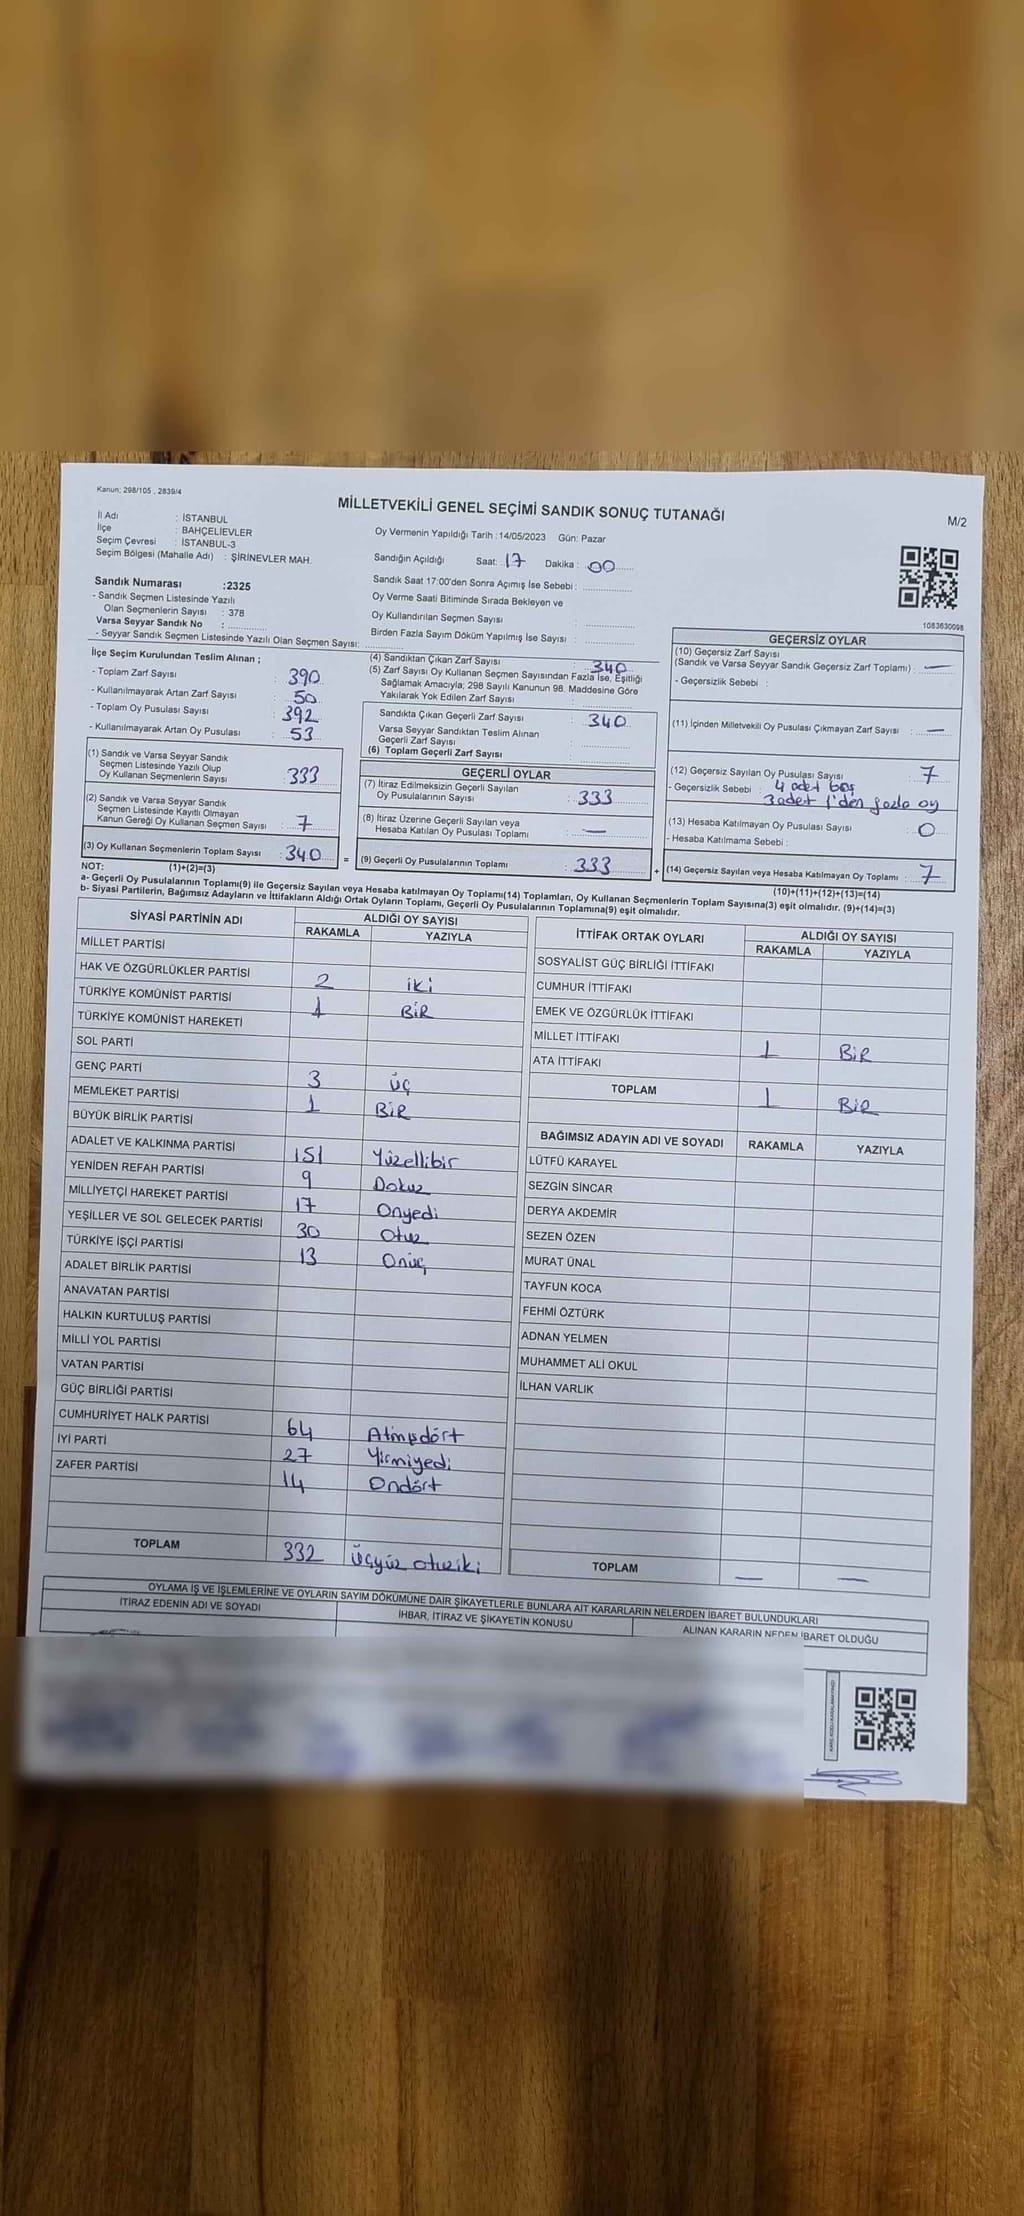 Kanun; 298/105 , 2839/4
MİLLETVEKİLİ GENEL SEÇİMİ SANDIK SONUÇ TUTANAĞI
M/2
İl Adı : İSTANBUL
İlçe : BAHÇELİEVLER
Seçim Çevresi : İSTANBUL-3
Seçim Bölgesi (Mahalle Adı) : ŞİRİNEVLER MAH.
Oy Vermenin Yapıldığı Tarih : 14/05/2023 Gün: Pazar
Sandığın Açıldığı Saat: 17 Dakika : 00
Sandık Saat 17:00'den Sonra Açımış İse Sebebi :
Oy Verme Saati Bitiminde Sırada Bekleyen ve
Oy Kullandırılan Seçmen Sayısı :
Birden Fazla Sayım Döküm Yapılmış İse Sayısı :
1083630098
Sandık Numarası :2325
- Sandık Seçmen Listesinde Yazılı
Olan Seçmenlerin Sayısı : 378
Varsa Seyyar Sandık No :
- Seyyar Sandık Seçmen Listesinde Yazılı Olan Seçmen Sayısı:
İlçe Seçim Kurulundan Teslim Alınan ;
- Toplam Zarf Sayısı : 390
- Kullanılmayarak Artan Zarf Sayısı : 50
- Toplam Oy Pusulası Sayısı : 392
- Kullanılmayarak Artan Oy Pusulası : 53
(1) Sandık ve Varsa Seyyar Sandık
Seçmen Listesinde Yazılı Olup
Oy Kullanan Seçmenlerin Sayısı : 333
(2) Sandık ve Varsa Seyyar Sandık
Seçmen Listesinde Kayıtlı Olmayan
Kanun Gereği Oy Kullanan Seçmen Sayısı : 7
(3) Oy Kullanan Seçmenlerin Toplam Sayısı : 340 =
(4) Sandıktan Çıkan Zarf Sayısı : 340
(5) Zarf Sayısı Oy Kullanan Seçmen Sayısından Fazla İse, Eşitliği
Sağlamak Amacıyla; 298 Sayılı Kanunun 98. Maddesine Göre
Yakılarak Yok Edilen Zarf Sayısı :
Sandıkta Çıkan Geçerli Zarf Sayısı : 340
Varsa Seyyar Sandıktan Teslim Alınan
Geçerli Zarf Sayısı :
(6) Toplam Geçerli Zarf Sayısı :
GEÇERLİ OYLAR
(7) İtiraz Edilmeksizin Geçerli Sayılan
Oy Pusulalarının Sayısı : 333
(8) İtiraz Üzerine Geçerli Sayılan veya
Hesaba Katılan Oy Pusulası Toplamı : —
(9) Geçerli Oy Pusulalarının Toplamı : 333 +
GEÇERSİZ OYLAR
(10) Geçersiz Zarf Sayısı
(Sandık ve Varsa Seyyar Sandık Geçersiz Zarf Toplamı) : —
- Geçersizlik Sebebi :
(11) İçinden Milletvekili Oy Pusulası Çıkmayan Zarf Sayısı : —
(12) Geçersiz Sayılan Oy Pusulası Sayısı : 7
- Geçersizlik Sebebi : 4 adet boş
3 adet 1'den fazla oy
(13) Hesaba Katılmayan Oy Pusulası Sayısı : 0
- Hesaba Katılmama Sebebi :
(14) Geçersiz Sayılan veya Hesaba Katılmayan Oy Toplamı : 7
NOT: (1)+(2)=(3)
(10)+(11)+(12)+(13)=(14)
a- Geçerli Oy Pusulalarının Toplamı(9) ile Geçersiz Sayılan veya Hesaba katılmayan Oy Toplamı(14) Toplamları, Oy Kullanan Seçmenlerin Toplam Sayısına(3) eşit olmalıdır, (9)+(14)=(3)
b- Siyasi Partilerin, Bağımsız Adayların ve İttifakların Aldığı Ortak Oyların Toplamı, Geçerli Oy Pusulalarının Toplamına(9) eşit olmalıdır.
SİYASİ PARTİNİN ADI ALDIĞI OY SAYISI
RAKAMLA YAZIYLA
MİLLET PARTİSİ
HAK VE ÖZGÜRLÜKLER PARTİSİ 2 iki
TÜRKİYE KOMÜNİST PARTİSİ 1 BİR
TÜRKİYE KOMÜNİST HAREKETİ
SOL PARTİ
GENÇ PARTİ 3 üç
MEMLEKET PARTİSİ 1 BİR
BÜYÜK BİRLİK PARTİSİ
ADALET VE KALKINMA PARTİSİ 151 Yüzellibir
YENİDEN REFAH PARTİSİ 9 Dokuz
MİLLİYETÇİ HAREKET PARTİSİ 17 Onyedi
YEŞİLLER VE SOL GELECEK PARTİSİ 30 Otuz
TÜRKİYE İŞÇİ PARTİSİ 13 Onüç
ADALET BİRLİK PARTİSİ
ANAVATAN PARTİSİ
HALKIN KURTULUŞ PARTİSİ
MİLLİ YOL PARTİSİ
VATAN PARTİSİ
GÜÇ BİRLİĞİ PARTİSİ
CUMHURİYET HALK PARTİSİ 64 Atmışdört
İYİ PARTİ 27 Yirmiyedi
ZAFER PARTİSİ 14 Ondört
TOPLAM 332 üçyüz otuziki
İTTİFAK ORTAK OYLARI ALDIĞI OY SAYISI
RAKAMLA YAZIYLA
SOSYALİST GÜÇ BİRLİĞİ İTTİFAKI
CUMHUR İTTİFAKI
EMEK VE ÖZGÜRLÜK İTTİFAKI
MİLLET İTTİFAKI 1 BİR
ATA İTTİFAKI
TOPLAM 1 BİR
BAĞIMSIZ ADAYIN ADI VE SOYADI RAKAMLA YAZIYLA
LÜTFÜ KARAYEL
SEZGİN SİNCAR
DERYA AKDEMİR
SEZEN ÖZEN
MURAT ÜNAL
TAYFUN KOCA
FEHMİ ÖZTÜRK
ADNAN YELMEN
MUHAMMET ALİ OKUL
İLHAN VARLIK
TOPLAM — —
OYLAMA İŞ VE İŞLEMLERİNE VE OYLARIN SAYIM DÖKÜMÜNE DAİR ŞİKAYETLERLE BUNLARA AİT KARARLARIN NELERDEN İBARET BULUNDUKLARI
İTİRAZ EDENİN ADI VE SOYADI İHBAR, İTİRAZ VE ŞİKAYETİN KONUSU ALINAN KARARIN NEDEN İBARET OLDUĞU